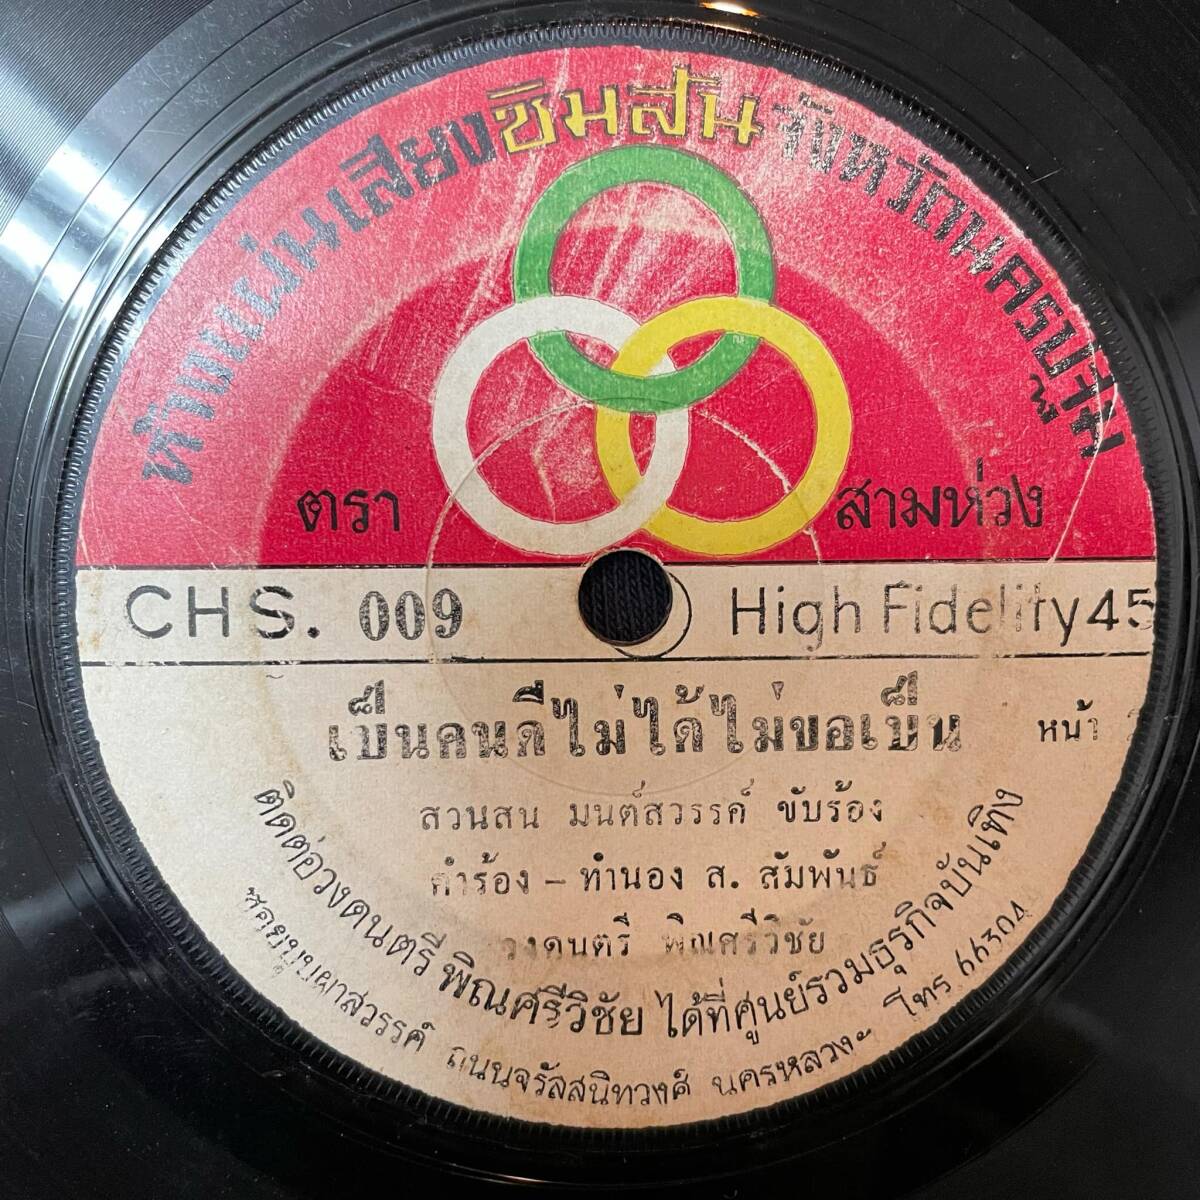 ห้างแผ่นเสียงซิมสันจังหวัดนครปฐม
ตรา สามห่วง
CHS. 009 High Fidelity 45
เป็นคนดีไม่ได้ไม่ขอเป็น หน้า
สวนสน มนต์สวรรค์ ขับร้อง
คำร้อง - ทำนอง ส. สัมพันธ์
วงดนตรี พิณศรีวิชัย
ติดต่อวงดนตรีพิณศรีวิชัย ได้ที่ศูนย์รวมธุรกิจบันเทิง
ถนนจรัลสนิทวงศ์ นครหลวงฯ โทร 66304